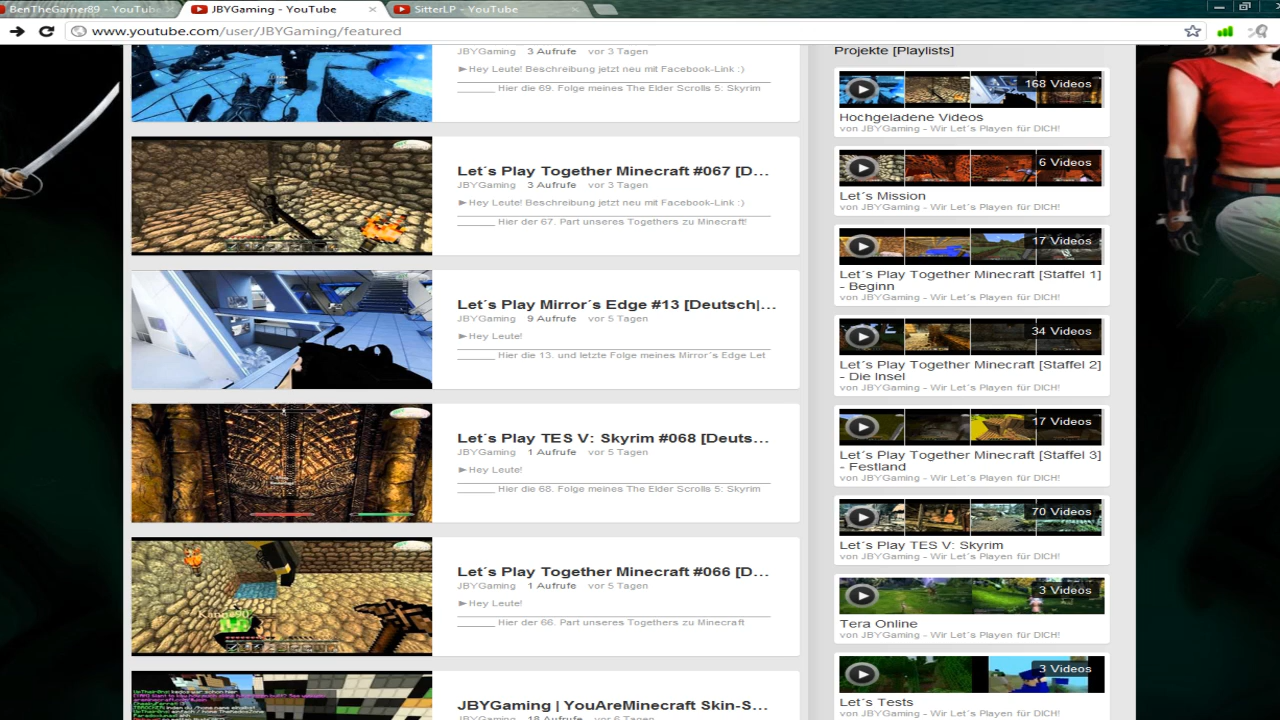 BenTheGamer89 - YouTube
JBYGaming - YouTube
SitterLP - YouTube
www.youtube.com/user/JBYGaming/featured
JBYGaming 3 Aufrufe vor 3 Tagen
►Hey Leute! Beschreibung jetzt neu mit Facebook-Link :)
Hier die 69. Folge meines The Elder Scrolls 5: Skyrim
Let´s Play Together Minecraft #067 [D...
JBYGaming 3 Aufrufe vor 3 Tagen
►Hey Leute! Beschreibung jetzt neu mit Facebook-Link :)
Hier der 67. Part unseres Togethers zu Minecraft!
Let´s Play Mirror´s Edge #13 [Deutsch|...
JBYGaming 9 Aufrufe vor 5 Tagen
►Hey Leute!
Hier die 13. und letzte Folge meines Mirror´s Edge Let
Let´s Play TES V: Skyrim #068 [Deuts...
JBYGaming 1 Aufrufe vor 5 Tagen
►Hey Leute!
Hier die 68. Folge meines The Elder Scrolls 5: Skyrim
Let´s Play Together Minecraft #066 [D...
JBYGaming 1 Aufrufe vor 5 Tagen
►Hey Leute!
Hier der 66. Part unseres Togethers zu Minecraft
JBYGaming | YouAreMinecraft Skin-S...
JBYGaming 18 Aufrufe vor 6 Tagen
Projekte [Playlists]
168 Videos
Hochgeladene Videos
von JBYGaming - Wir Let´s Playen für DICH!
6 Videos
Let´s Mission
von JBYGaming - Wir Let´s Playen für DICH!
17 Videos
Let´s Play Together Minecraft [Staffel 1]
- Beginn
von JBYGaming - Wir Let´s Playen für DICH!
34 Videos
Let´s Play Together Minecraft [Staffel 2]
- Die Insel
von JBYGaming - Wir Let´s Playen für DICH!
17 Videos
Let´s Play Together Minecraft [Staffel 3]
- Festland
von JBYGaming - Wir Let´s Playen für DICH!
70 Videos
Let´s Play TES V: Skyrim
von JBYGaming - Wir Let´s Playen für DICH!
3 Videos
Tera Online
von JBYGaming - Wir Let´s Playen für DICH!
3 Videos
Let´s Tests
von JBYGaming - Wir Let´s Playen für DICH!